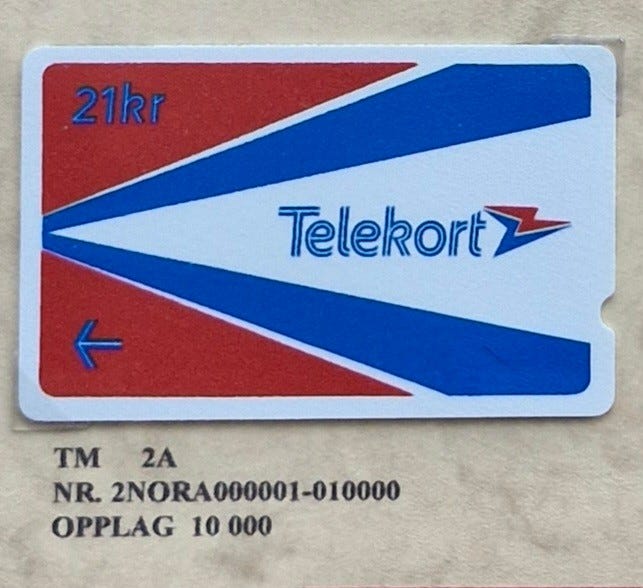 21kr
Telekort
TM 2A
NR. 2NORA000001-010000
OPPLAG 10 000